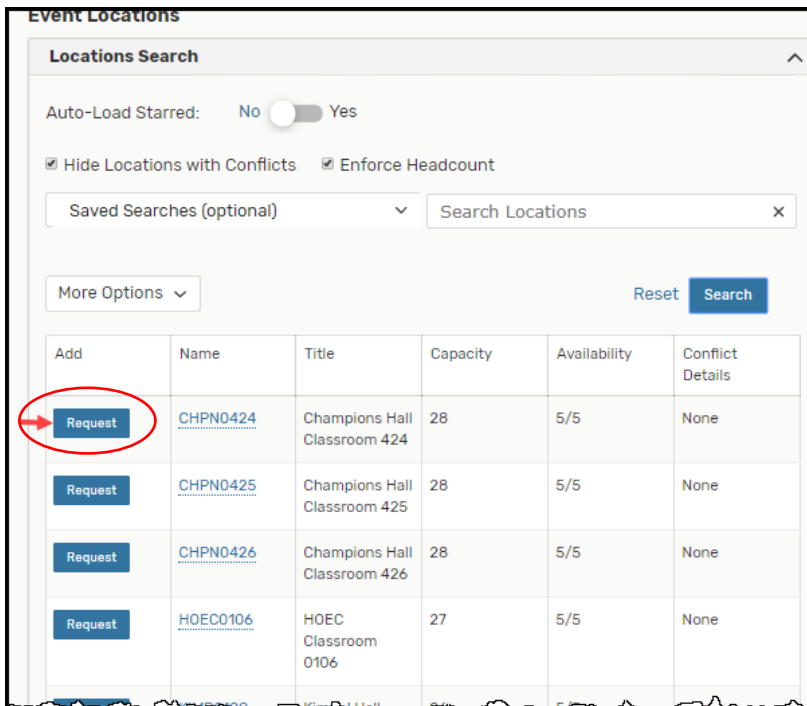 Event Locations
Locations Search
Auto-Load Starred: No Yes
Hide Locations with Conflicts Enforce Headcount
Saved Searches (optional) Search Locations
More Options Reset Search
Add Name Title Capacity Availability Conflict
Details
Request CHPN0424 Champions Hall 28 5/5 None
Classroom 424
Request CHPN0425 Champions Hall 28 5/5 None
Classroom 425
Request CHPN0426 Champions Hall 28 5/5 None
Classroom 426
Request HOEC0106 HOEC 27 5/5 None
Classroom
0106